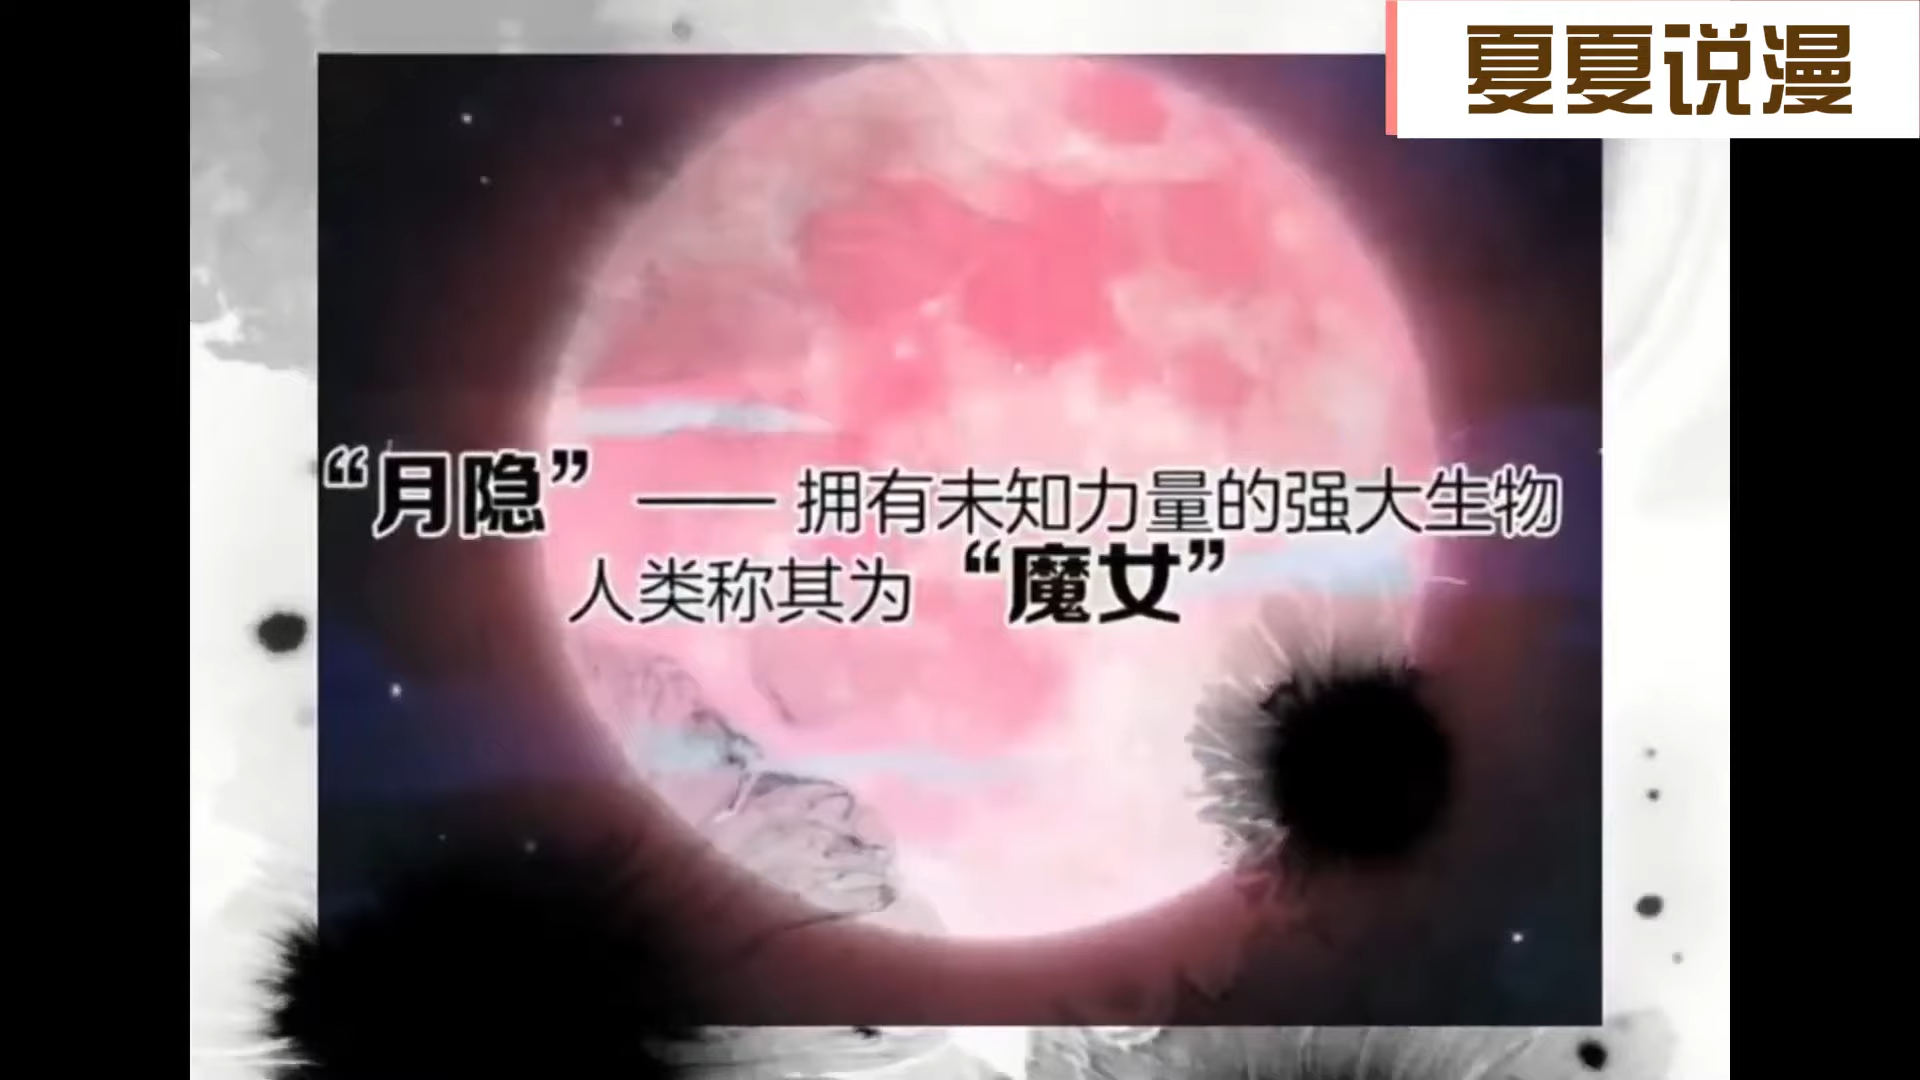 夏夏说漫
“月隐” —— 拥有未知力量的强大生物
人类称其为 “魔女”